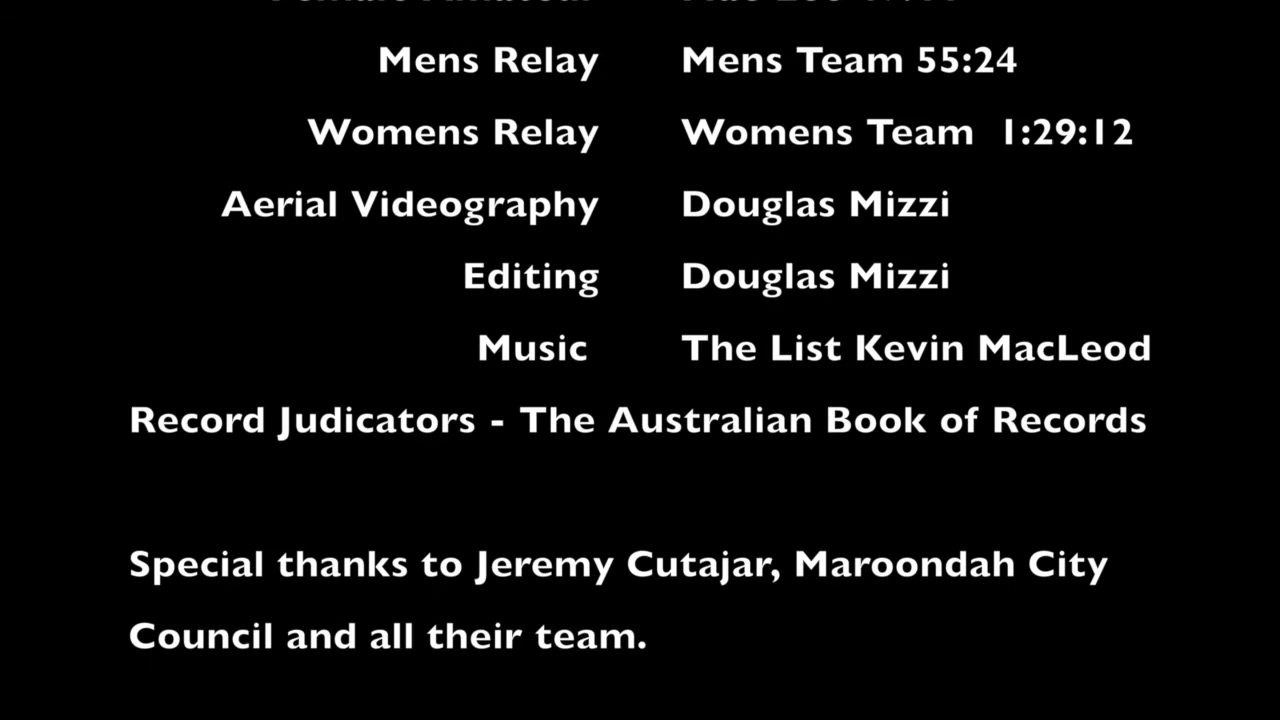 Mens Relay Mens Team 55:24
Womens Relay Womens Team 1:29:12
Aerial Videography Douglas Mizzi
Editing Douglas Mizzi
Music The List Kevin MacLeod
Record Judicators - The Australian Book of Records
Special thanks to Jeremy Cutajar, Maroondah City
Council and all their team.